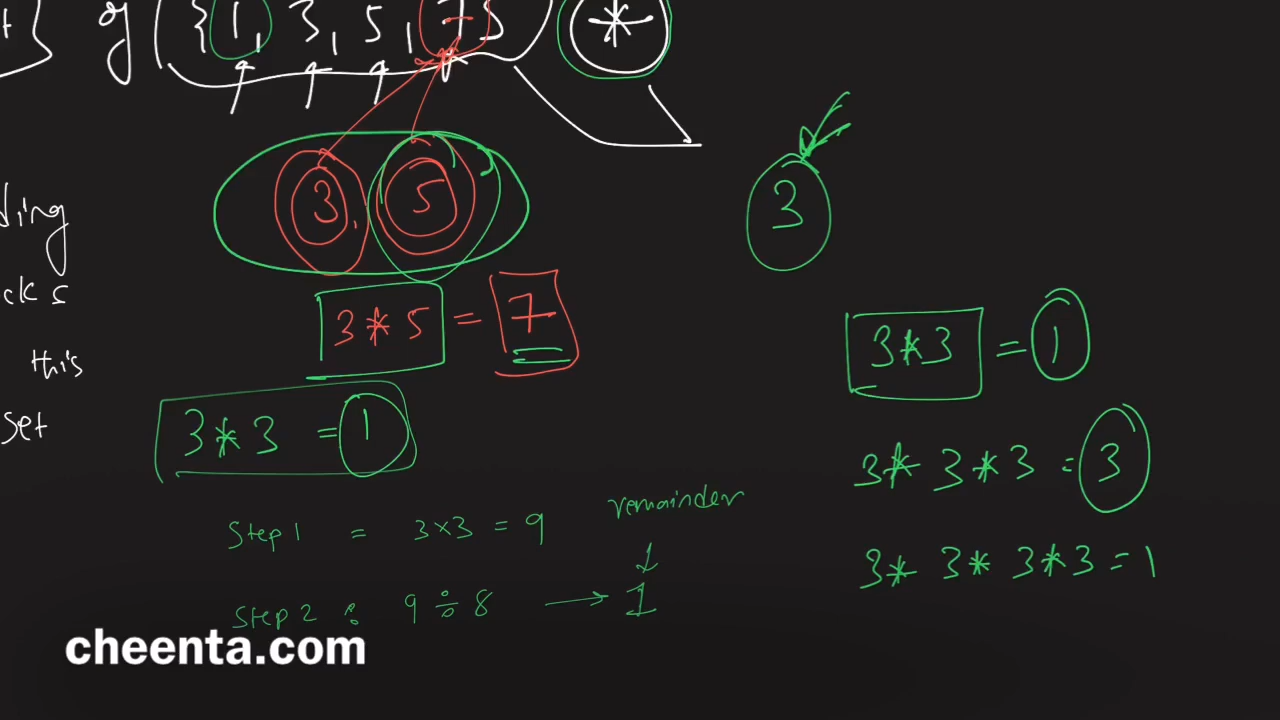 } g ( { 1, 3, 5, 7 } *
3, 5
3
ding
3 * 5 = 7
cks
3 * 3 = 1
this
3 * 3 = 1
set
3 * 3 * 3 = 3
remainder
Step 1 = 3 × 3 = 9
3 * 3 * 3 * 3 = 1
Step 2 : 9 ÷ 8 → 1
cheenta.com